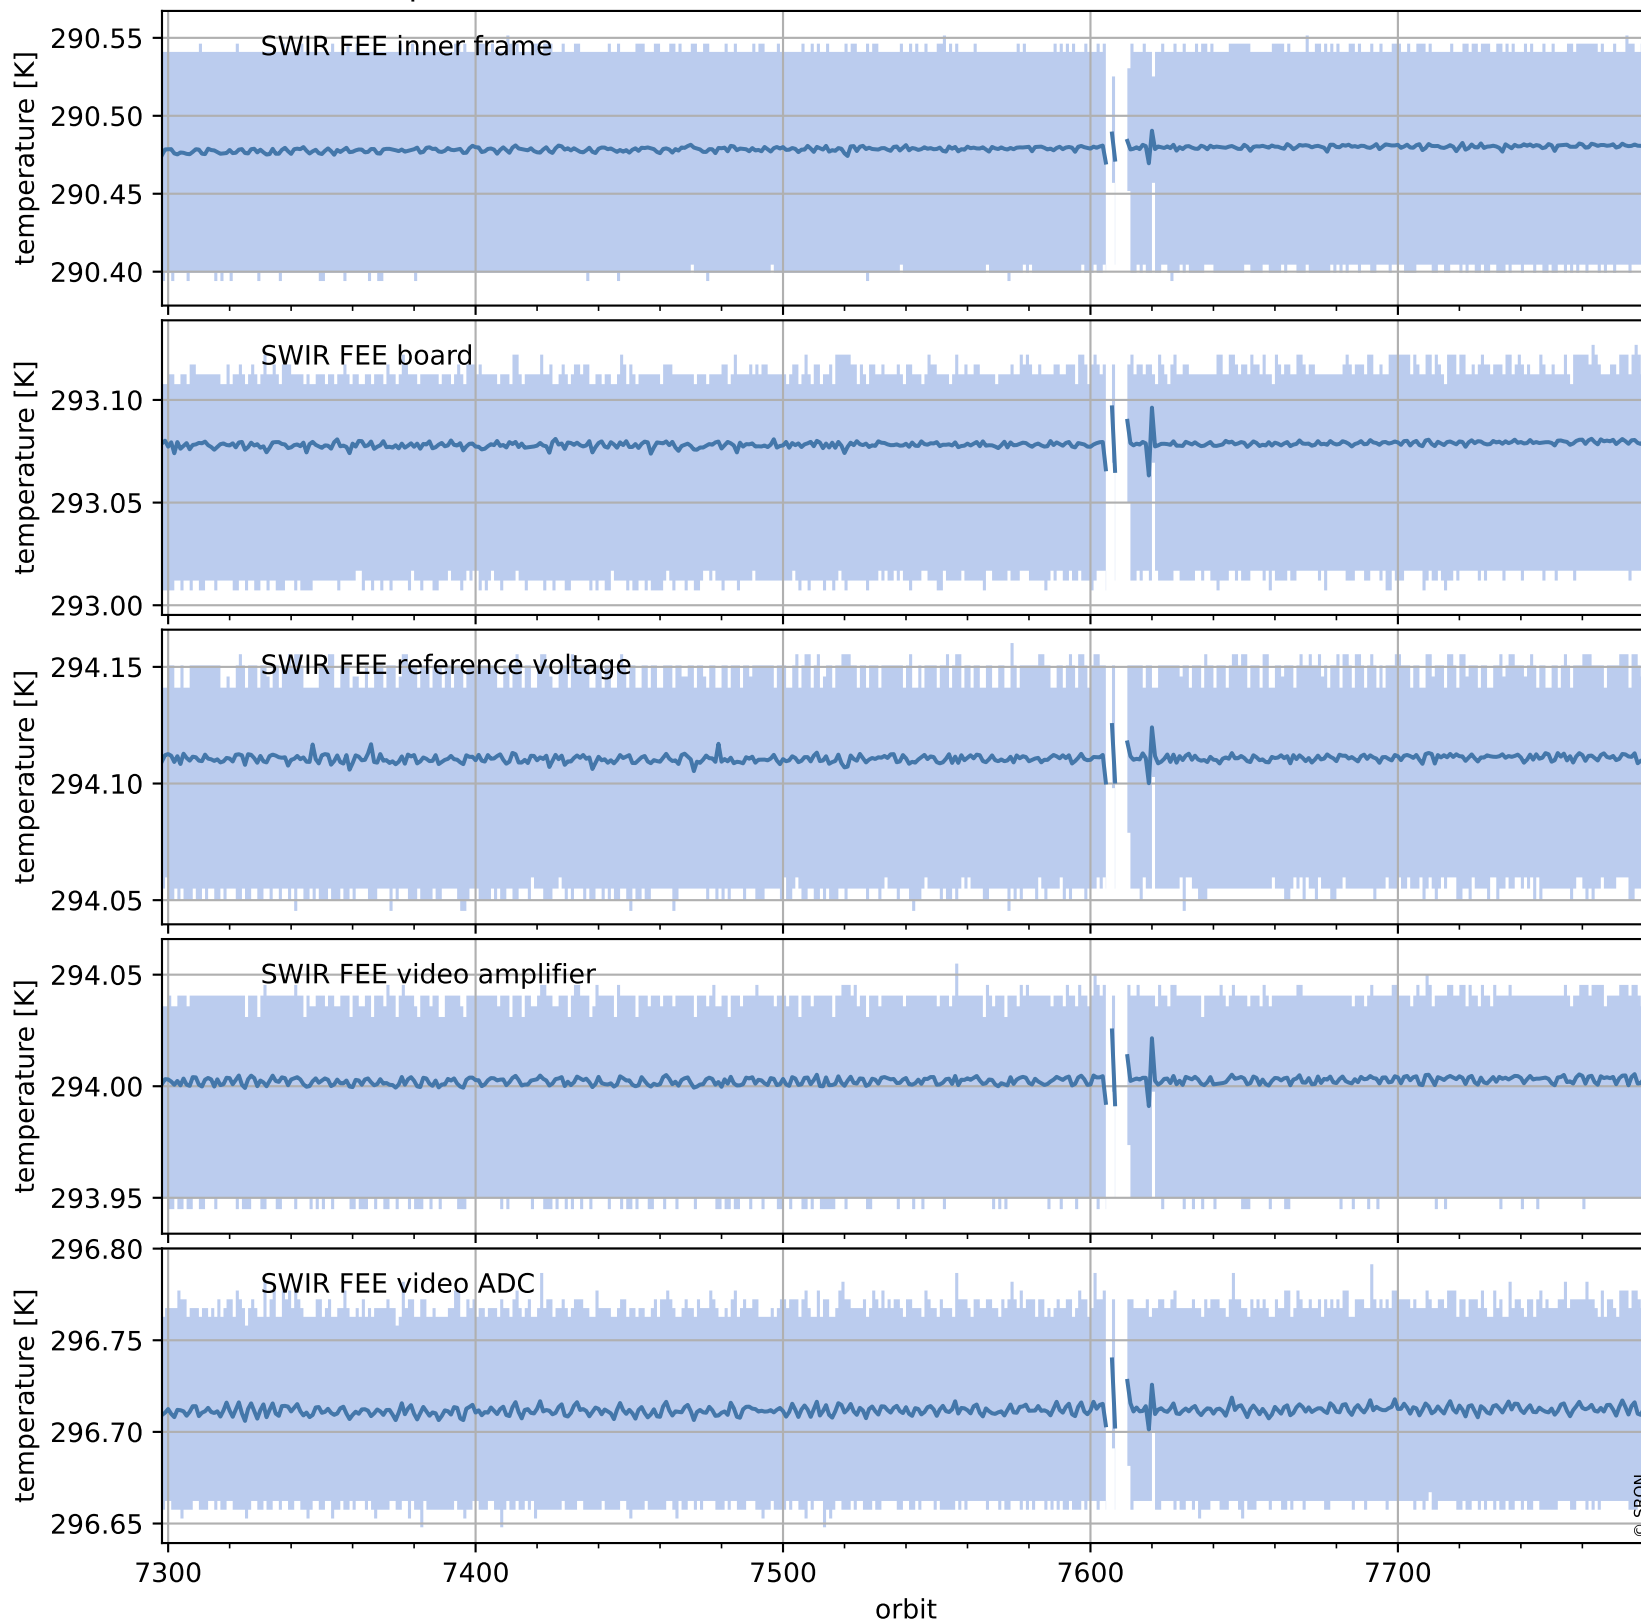 SWIR FEE inner frame
temperature [K]
290.55
290.50
290.45
290.40
SWIR FEE board
temperature [K]
293.10
293.05
293.00
SWIR FEE reference voltage
temperature [K]
294.15
294.10
294.05
SWIR FEE video amplifier
temperature [K]
294.05
294.00
293.95
SWIR FEE video ADC
temperature [K]
296.80
296.75
296.70
296.65
7300 7400 7500 7600 7700
orbit
© SRON